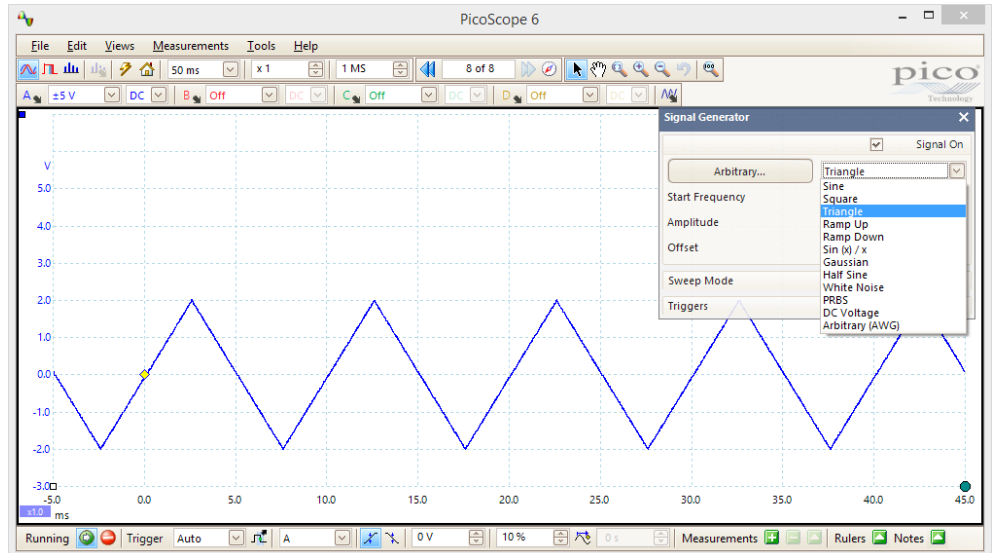 PicoScope 6
File Edit Views Measurements Tools Help
50 ms x 1 1 MS 8 of 8
pico
Technology
A ±5 V DC B Off DC C Off DC D Off DC
Signal Generator
Signal On
Arbitrary... Triangle
Start Frequency
Amplitude
Offset
Sweep Mode
Triggers
Sine
Square
Triangle
Ramp Up
Ramp Down
Sin (x) / x
Gaussian
Half Sine
White Noise
PRBS
DC Voltage
Arbitrary (AWG)
V
5.0
4.0
3.0
2.0
1.0
0.0
-1.0
-2.0
-3.0
-5.0 0.0 5.0 10.0 15.0 20.0 25.0 30.0 35.0 40.0 45.0
x1.0 ms
Running Trigger Auto A 0 V 10 % 0 s Measurements Rulers Notes